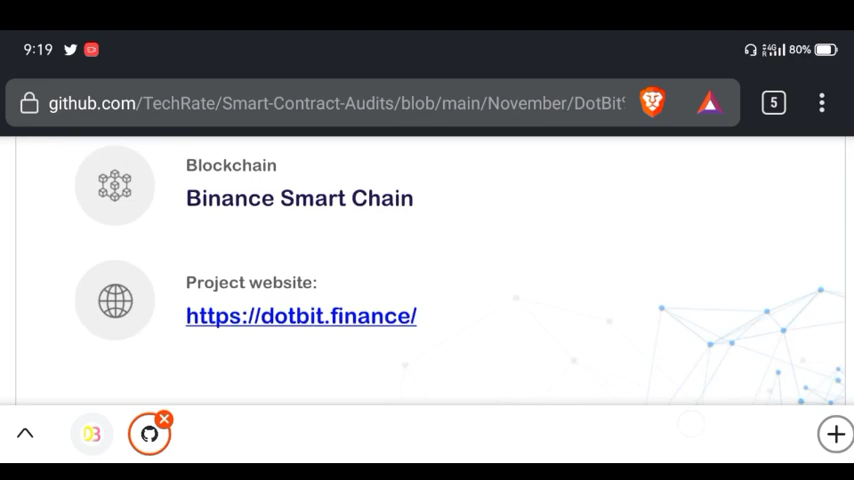 9:19 80%
github.com/TechRate/Smart-Contract-Audits/blob/main/November/DotBit 5
Blockchain
Binance Smart Chain
Project website:
https://dotbit.finance/
DB